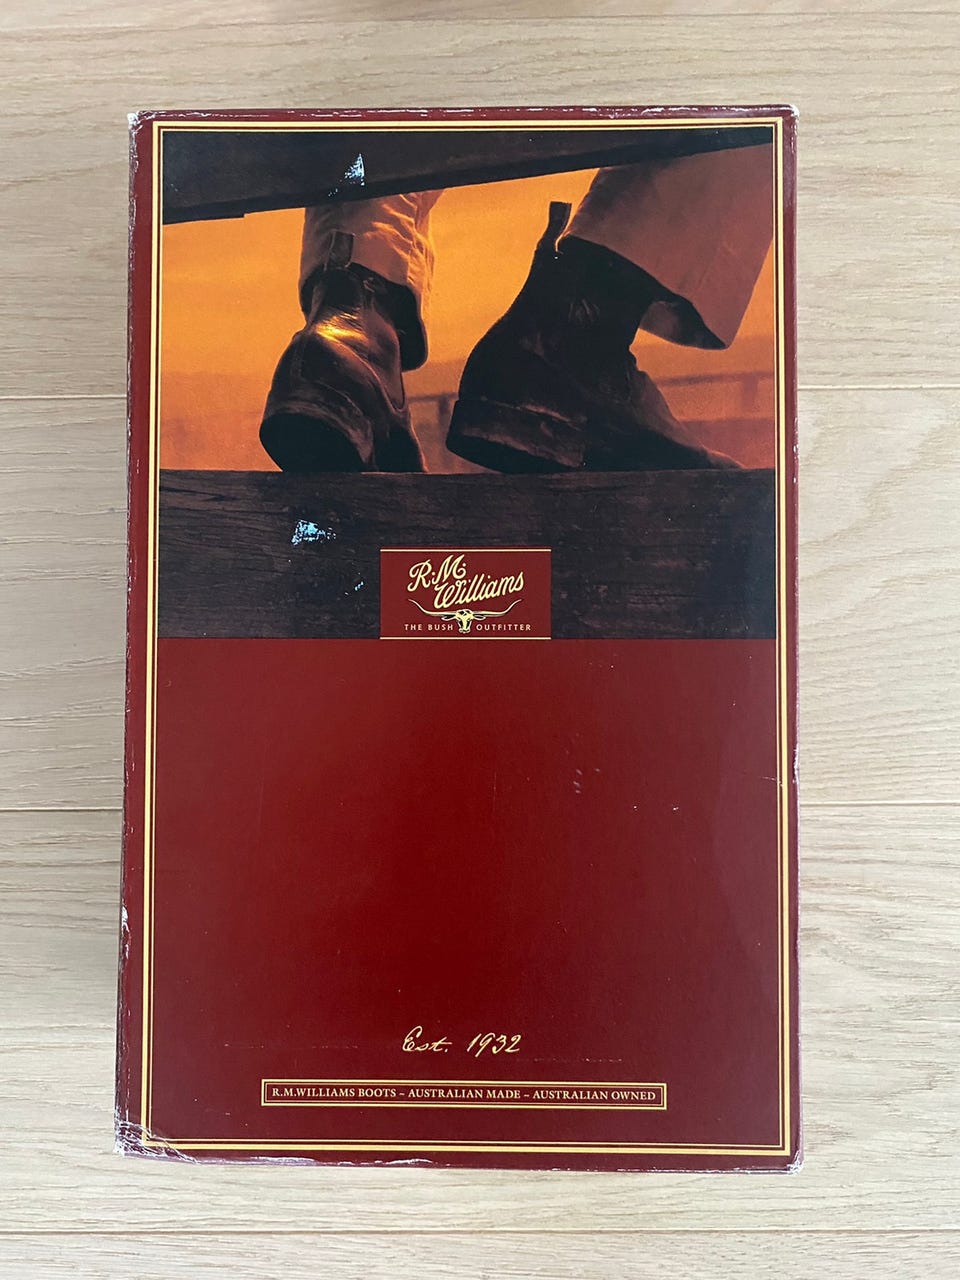 R.M.
Williams
THE BUSH OUTFITTER
Est. 1932
R.M.WILLIAMS BOOTS ~ AUSTRALIAN MADE ~ AUSTRALIAN OWNED